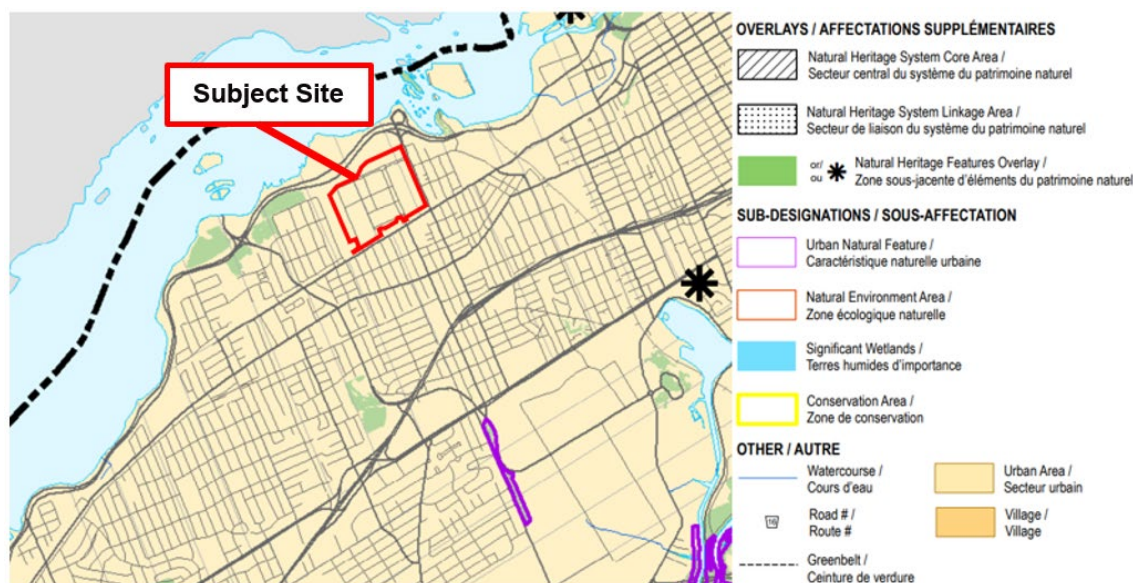 Subject Site
OVERLAYS / AFFECTATIONS SUPPLÉMENTAIRES
Natural Heritage System Core Area /
Secteur central du système du patrimoine naturel
Natural Heritage System Linkage Area /
Secteur de liaison du système du patrimoine naturel
or/
ou
Natural Heritage Features Overlay /
Zone sous-jacente d'éléments du patrimoine naturel
SUB-DESIGNATIONS / SOUS-AFFECTATION
Urban Natural Feature /
Caractéristique naturelle urbaine
Natural Environment Area /
Zone écologique naturelle
Significant Wetlands /
Terres humides d'importance
Conservation Area /
Zone de conservation
OTHER / AUTRE
Watercourse /
Cours d'eau
Urban Area /
Secteur urbain
16
Road # /
Route #
Village /
Village
Greenbelt /
Ceinture de verdure